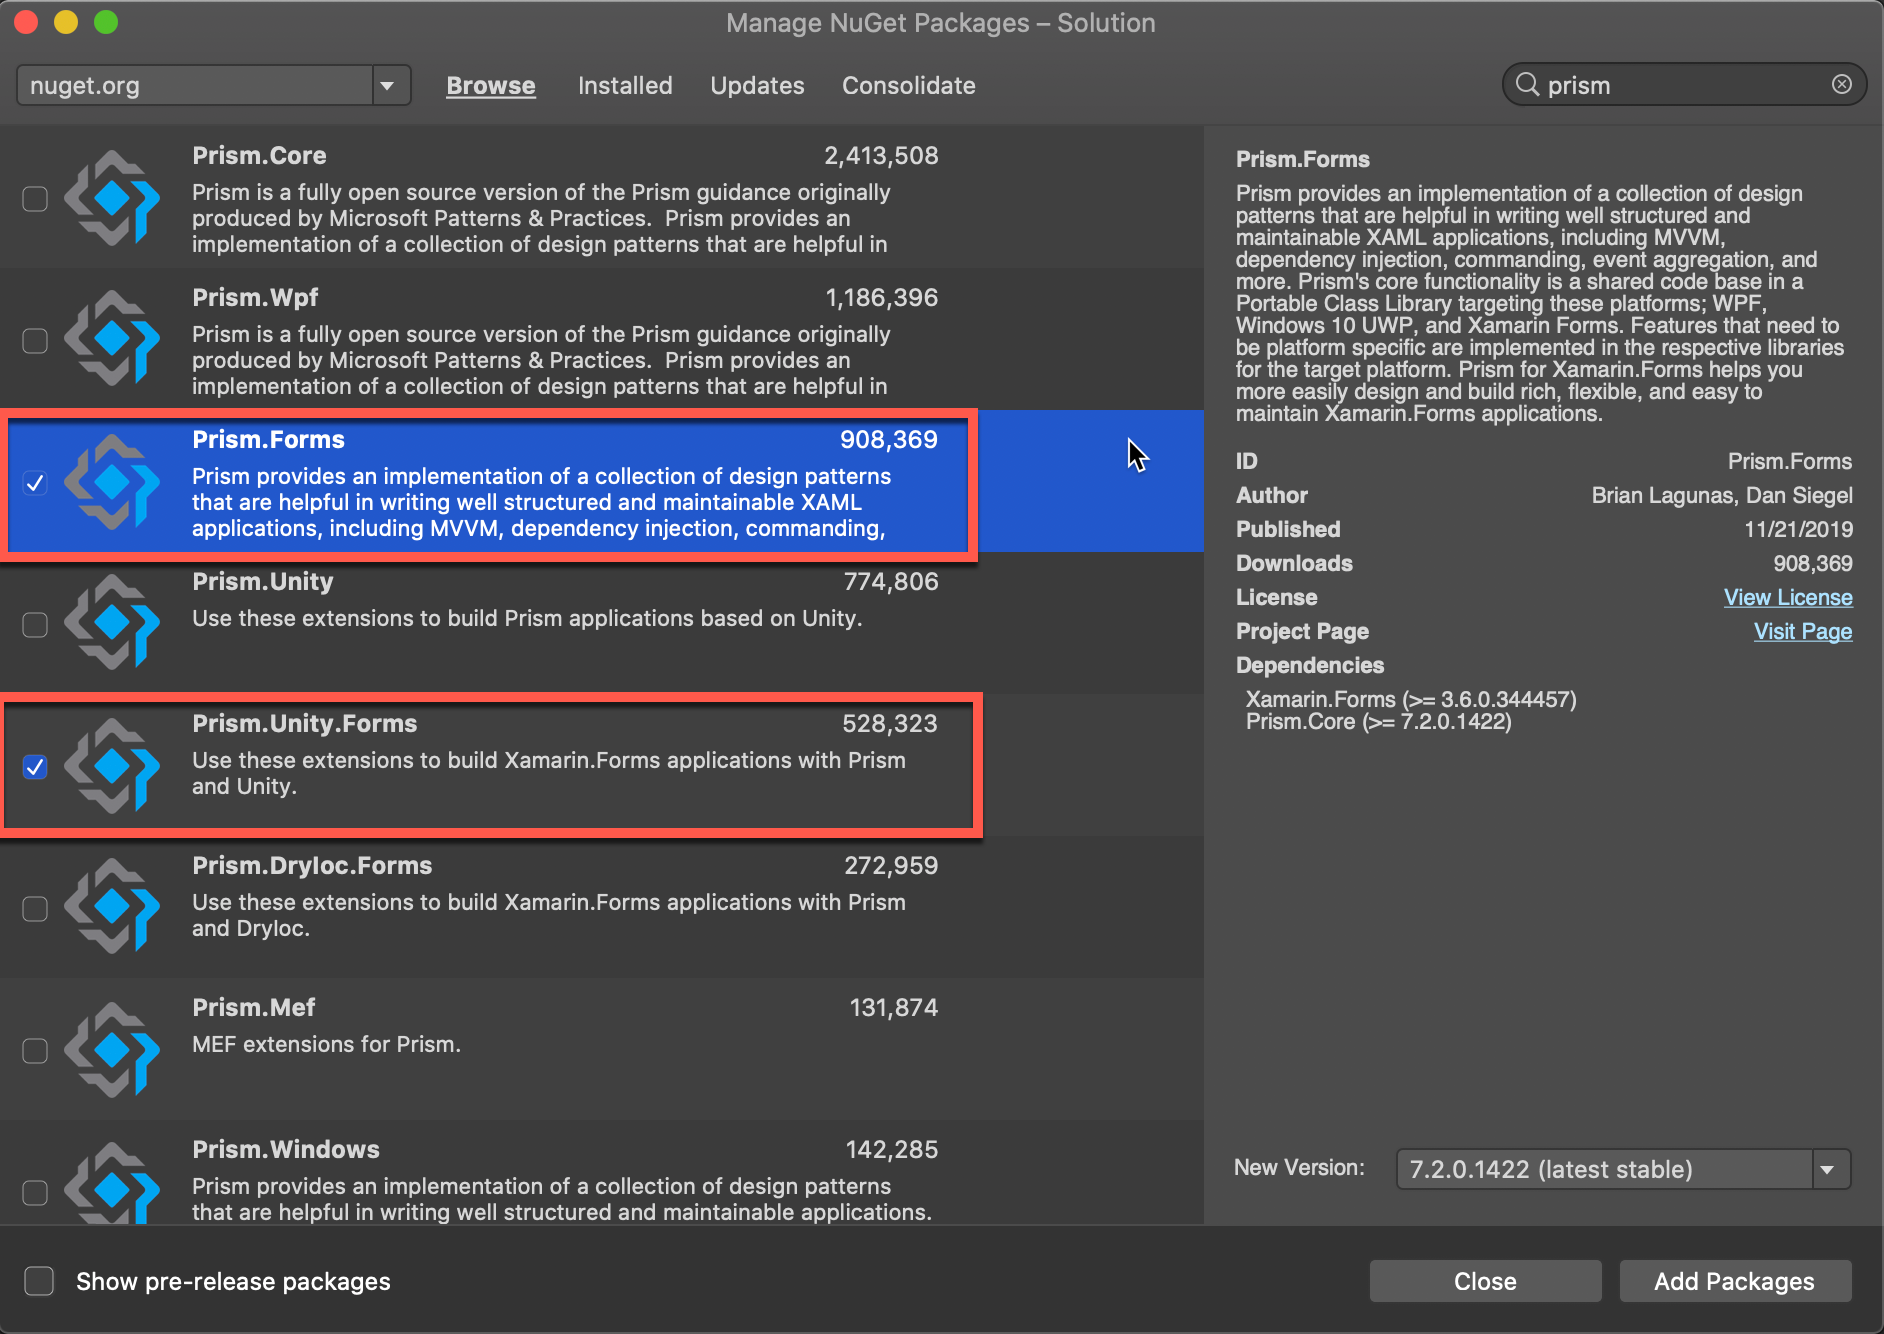 Manage NuGet Packages – Solution
nuget.org
Browse
Installed
Updates
Consolidate
prism
Prism.Core
2,413,508
Prism is a fully open source version of the Prism guidance originally
produced by Microsoft Patterns & Practices.  Prism provides an
implementation of a collection of design patterns that are helpful in
Prism.Wpf
1,186,396
Prism is a fully open source version of the Prism guidance originally
produced by Microsoft Patterns & Practices.  Prism provides an
implementation of a collection of design patterns that are helpful in
Prism.Forms
908,369
Prism provides an implementation of a collection of design patterns
that are helpful in writing well structured and maintainable XAML
applications, including MVVM, dependency injection, commanding,
Prism.Unity
774,806
Use these extensions to build Prism applications based on Unity.
Prism.Unity.Forms
528,323
Use these extensions to build Xamarin.Forms applications with Prism
and Unity.
Prism.DryIoc.Forms
272,959
Use these extensions to build Xamarin.Forms applications with Prism
and DryIoc.
Prism.Mef
131,874
MEF extensions for Prism.
Prism.Windows
142,285
Prism provides an implementation of a collection of design patterns
that are helpful in writing well structured and maintainable applications.
Prism.Forms
Prism provides an implementation of a collection of design
patterns that are helpful in writing well structured and
maintainable XAML applications, including MVVM,
dependency injection, commanding, event aggregation, and
more. Prism's core functionality is a shared code base in a
Portable Class Library targeting these platforms; WPF,
Windows 10 UWP, and Xamarin Forms. Features that need to
be platform specific are implemented in the respective libraries
for the target platform. Prism for Xamarin.Forms helps you
more easily design and build rich, flexible, and easy to
maintain Xamarin.Forms applications.
ID
Prism.Forms
Author
Brian Lagunas, Dan Siegel
Published
11/21/2019
Downloads
908,369
License
View License
Project Page
Visit Page
Dependencies
Xamarin.Forms (>= 3.6.0.344457)
Prism.Core (>= 7.2.0.1422)
New Version:
7.2.0.1422 (latest stable)
Show pre-release packages
Close
Add Packages